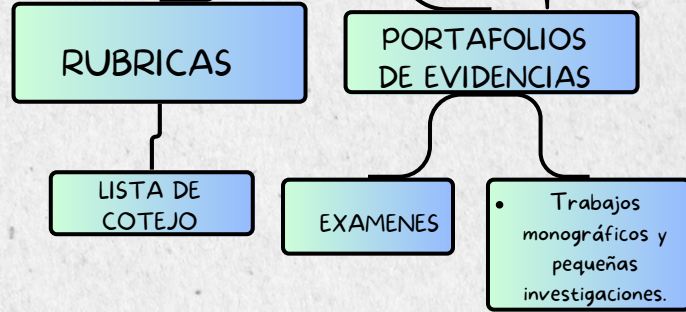 RUBRICAS
PORTAFOLIOS
DE EVIDENCIAS
LISTA DE
COTEJO
EXAMENES
• Trabajos
monográficos y
pequeñas
investigaciones.